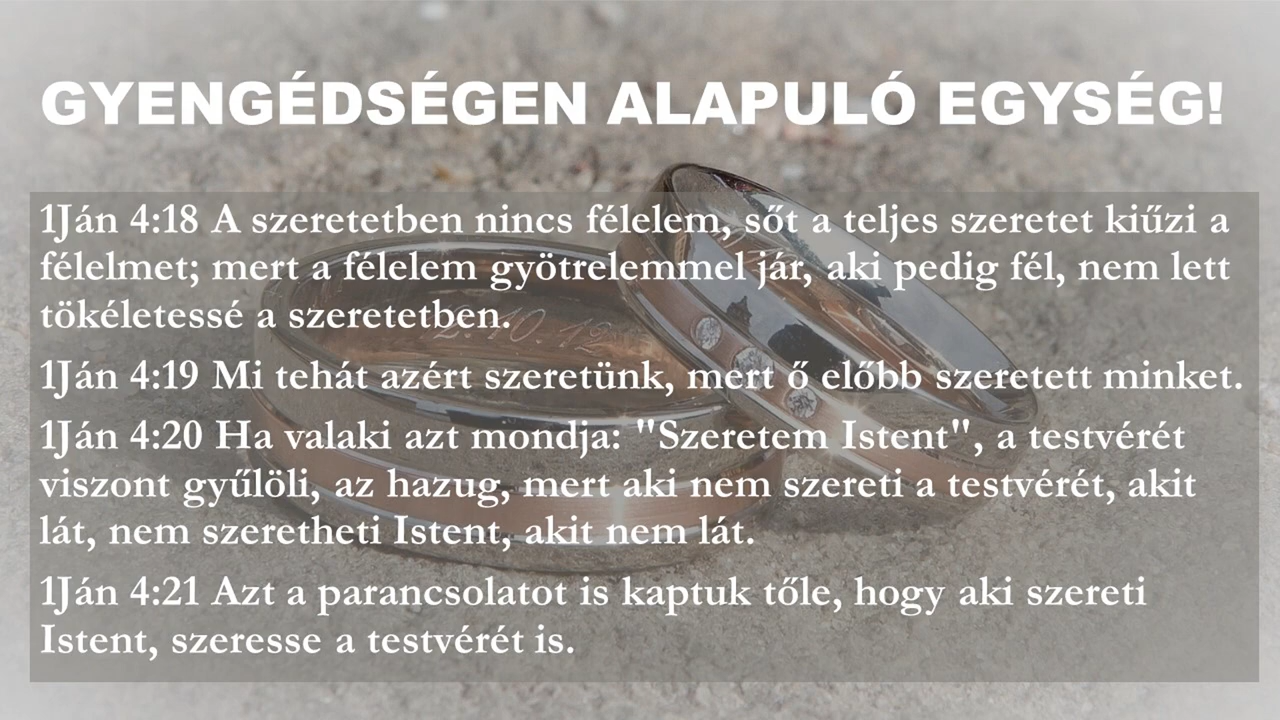 GYENGÉDSÉGEN ALAPULÓ EGYSÉG!
1Ján 4:18 A szeretetben nincs félelem, sőt a teljes szeretet kiűzi a
félelmet; mert a félelem gyötrelemmel jár, aki pedig fél, nem lett
tökéletessé a szeretetben.
1Ján 4:19 Mi tehát azért szeretünk, mert ő előbb szeretett minket.
1Ján 4:20 Ha valaki azt mondja: "Szeretem Istent", a testvérét
viszont gyűlöli, az hazug, mert aki nem szereti a testvérét, akit
lát, nem szeretheti Istent, akit nem lát.
1Ján 4:21 Azt a parancsolatot is kaptuk tőle, hogy aki szereti
Istent, szeresse a testvérét is.